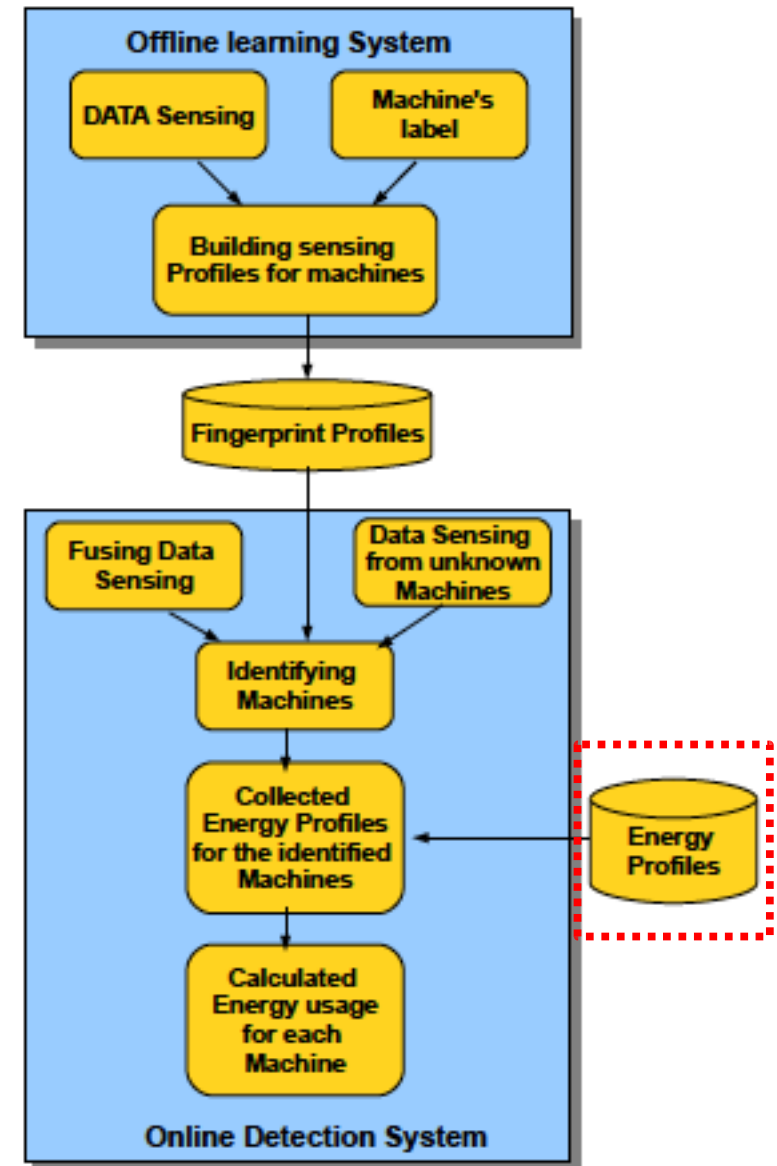 Offline learning System
DATA Sensing
Machine's
label
Building sensing
Profiles for machines
Fingerprint Profiles
Fusing Data
Sensing
Data Sensing
from unknown
Machines
Identifying
Machines
Collected
Energy Profiles
for the identified
Machines
Energy
Profiles
Calculated
Energy usage
for each
Machine
Online Detection System